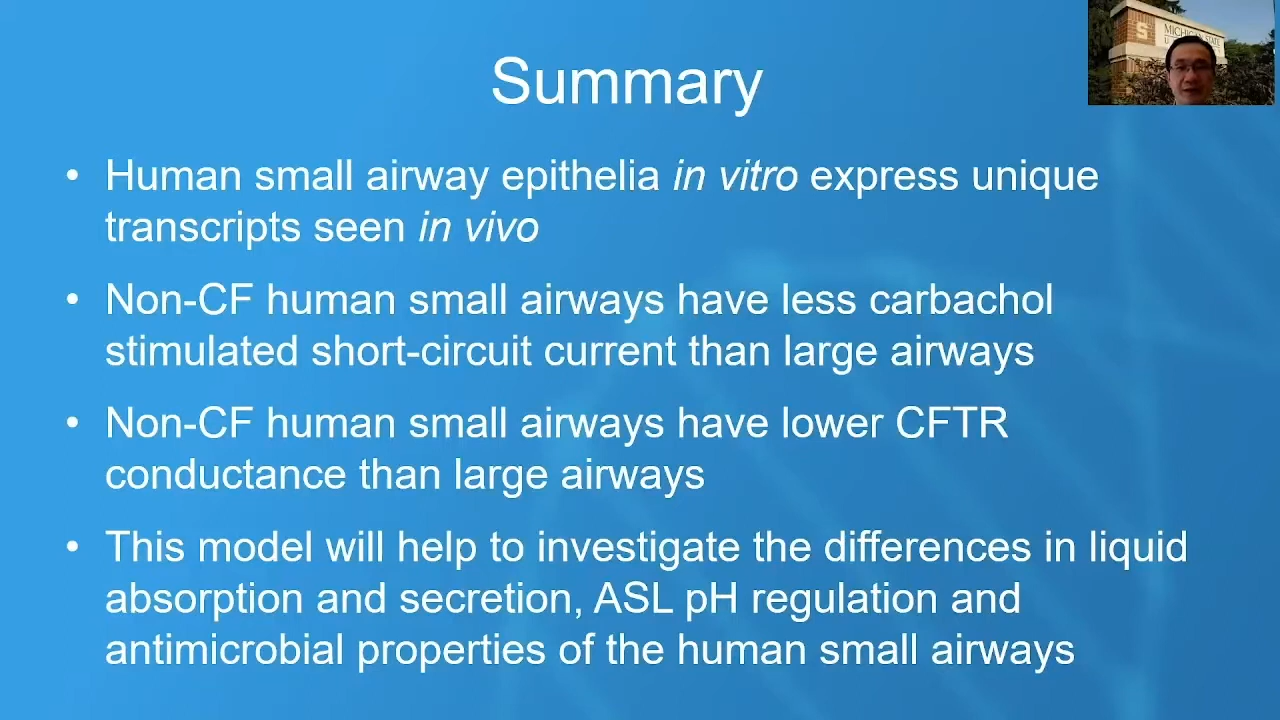 Summary
MICHIGAN STATE
• Human small airway epithelia in vitro express unique
transcripts seen in vivo
• Non-CF human small airways have less carbachol
stimulated short-circuit current than large airways
• Non-CF human small airways have lower CFTR
conductance than large airways
• This model will help to investigate the differences in liquid
absorption and secretion, ASL pH regulation and
antimicrobial properties of the human small airways